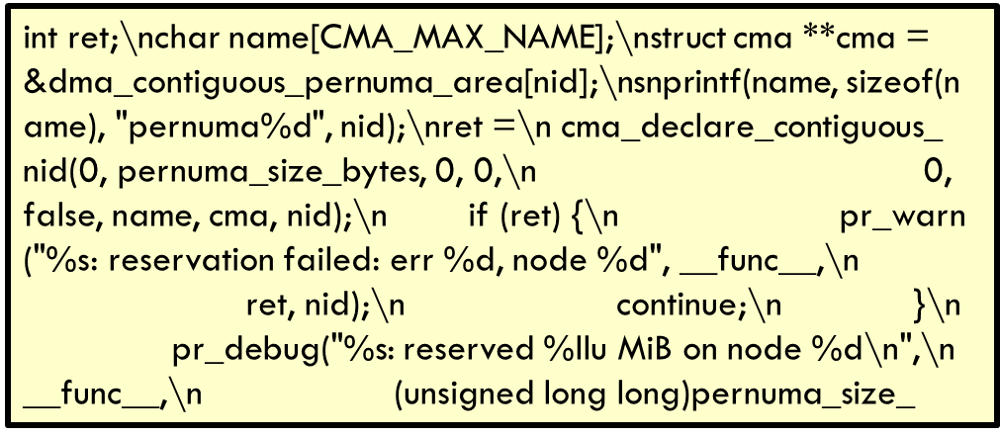 int ret;\nchar name[CMA_MAX_NAME];\nstruct cma **cma =
&dma_contiguous_pernuma_area[nid];\nsnprintf(name, sizeof(n
ame), "pernuma%d", nid);\nret =\n cma_declare_contiguous_
nid(0, pernuma_size_bytes, 0, 0,\n 0,
false, name, cma, nid);\n if (ret) {\n pr_warn
("%s: reservation failed: err %d, node %d", __func__,\n
ret, nid);\n continue;\n }\n
pr_debug("%s: reserved %llu MiB on node %d\n",\n
__func__,\n (unsigned long long)pernuma_size_